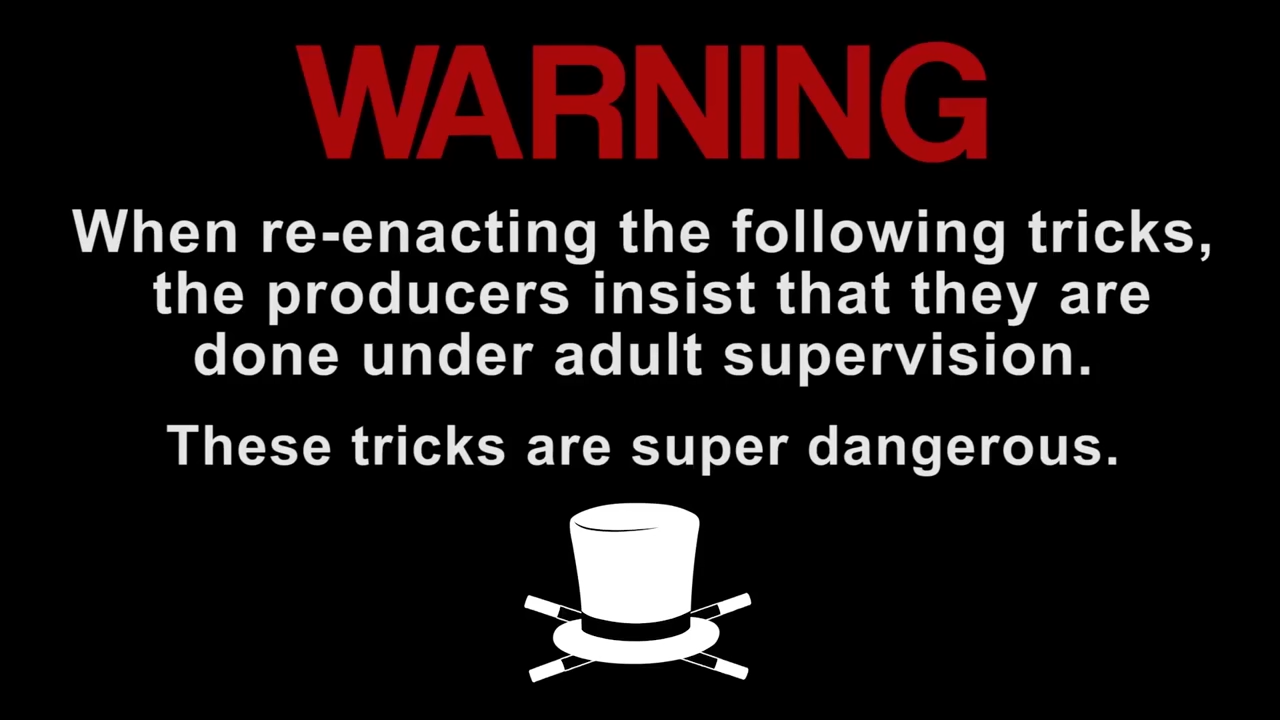 WARNING
When re-enacting the following tricks,
the producers insist that they are
done under adult supervision.
These tricks are super dangerous.